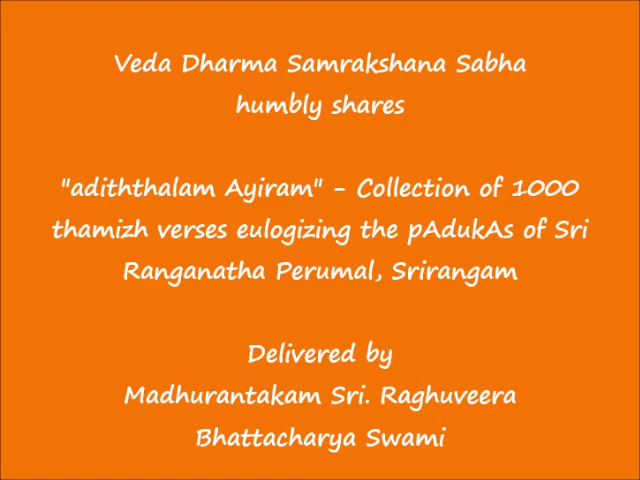 Veda Dharma Samrakshana Sabha
humbly shares
"adiththalam Ayiram" - Collection of 1000
thamizh verses eulogizing the pAdukAs of Sri
Ranganatha Perumal, Srirangam
Delivered by
Madhurantakam Sri. Raghuveera
Bhattacharya Swami